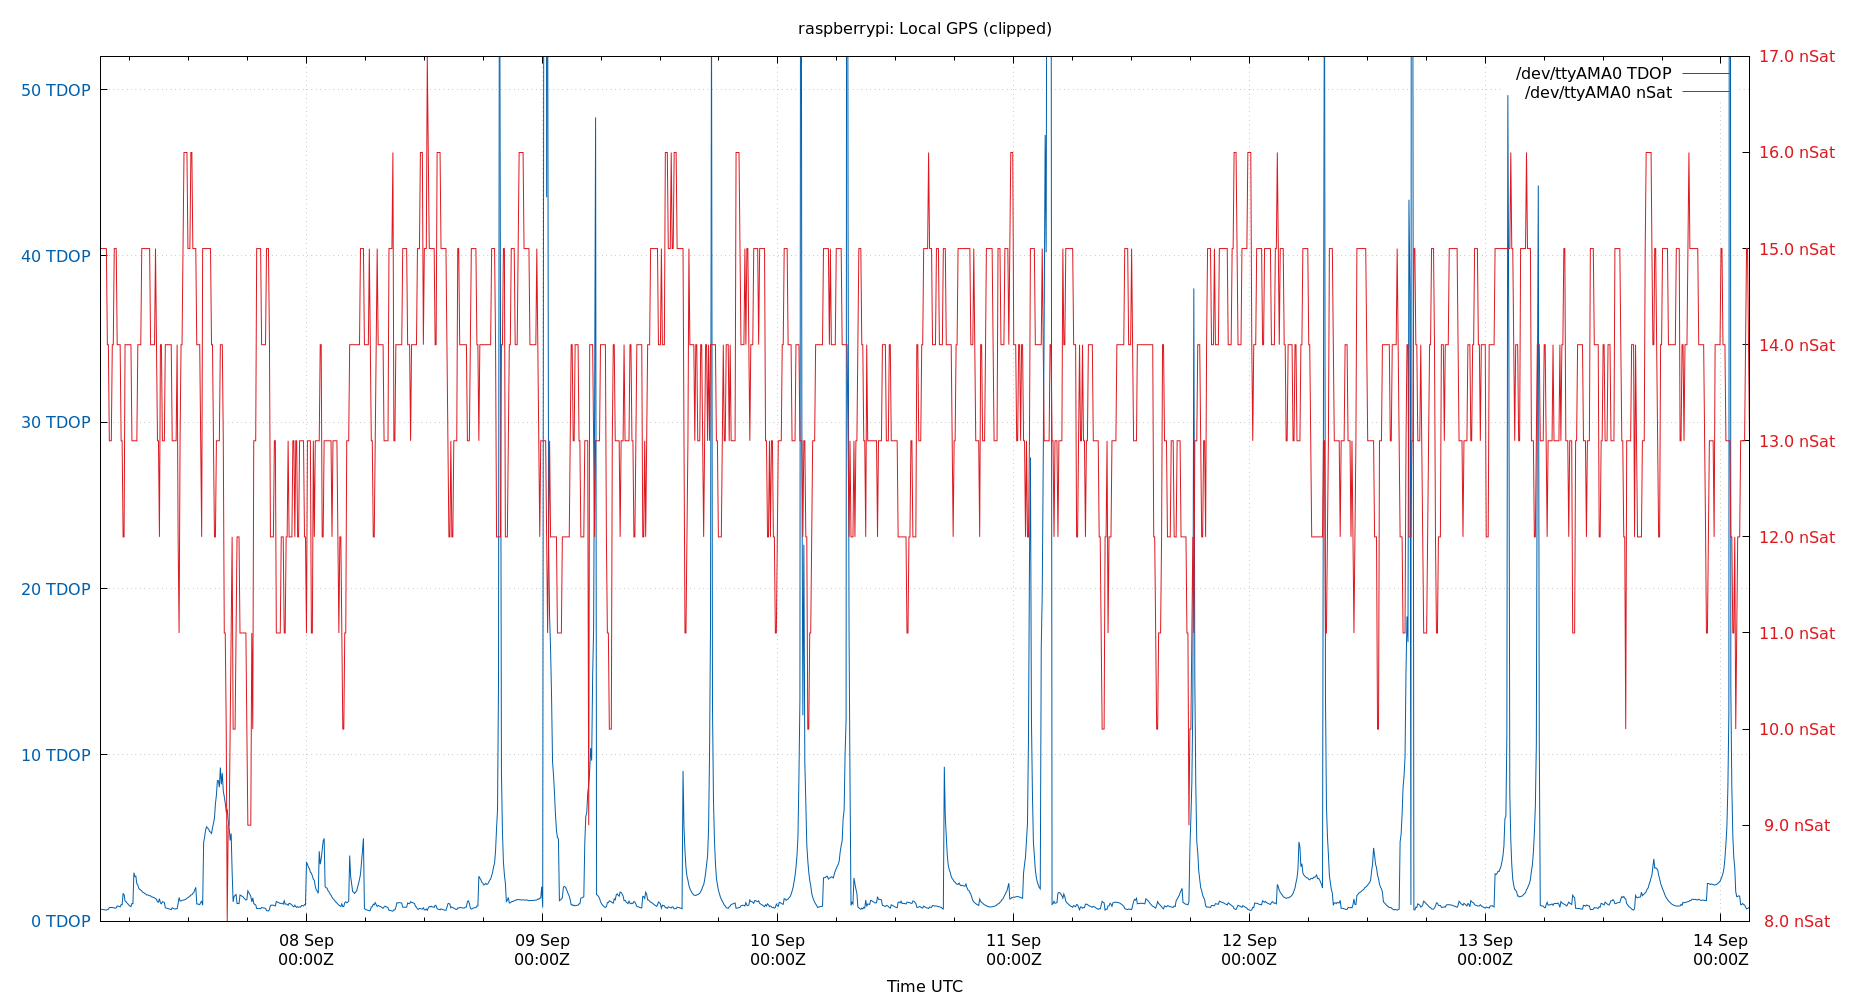 raspberrypi: Local GPS (clipped)
/dev/ttyAMA0 TDOP
/dev/ttyAMA0 nSat
50 TDOP
40 TDOP
30 TDOP
20 TDOP
10 TDOP
0 TDOP
17.0 nSat
16.0 nSat
15.0 nSat
14.0 nSat
13.0 nSat
12.0 nSat
11.0 nSat
10.0 nSat
9.0 nSat
8.0 nSat
08 Sep
00:00Z
09 Sep
00:00Z
10 Sep
00:00Z
11 Sep
00:00Z
12 Sep
00:00Z
13 Sep
00:00Z
14 Sep
00:00Z
Time UTC